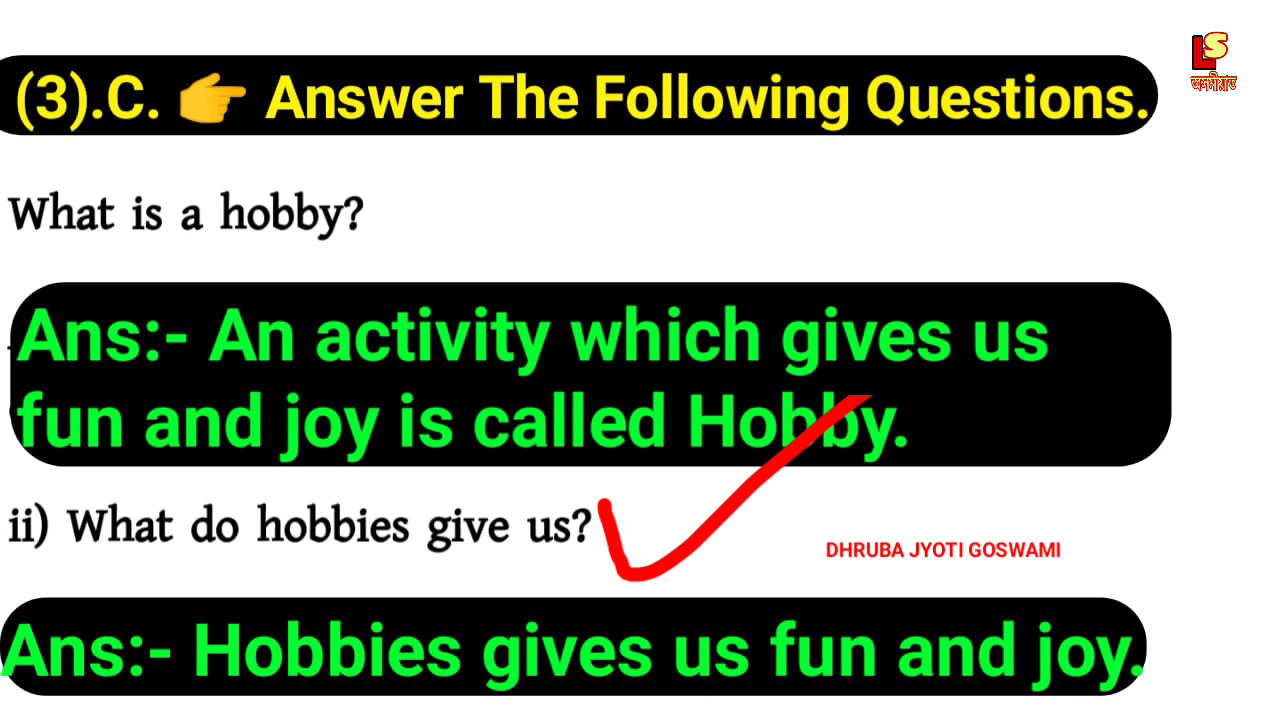 (3).C. 👉 Answer The Following Questions.
LS
What is a hobby?
Ans:- An activity which gives us
fun and joy is called Hobby.
ii) What do hobbies give us?
DHRUBA JYOTI GOSWAMI
Ans:- Hobbies gives us fun and joy.